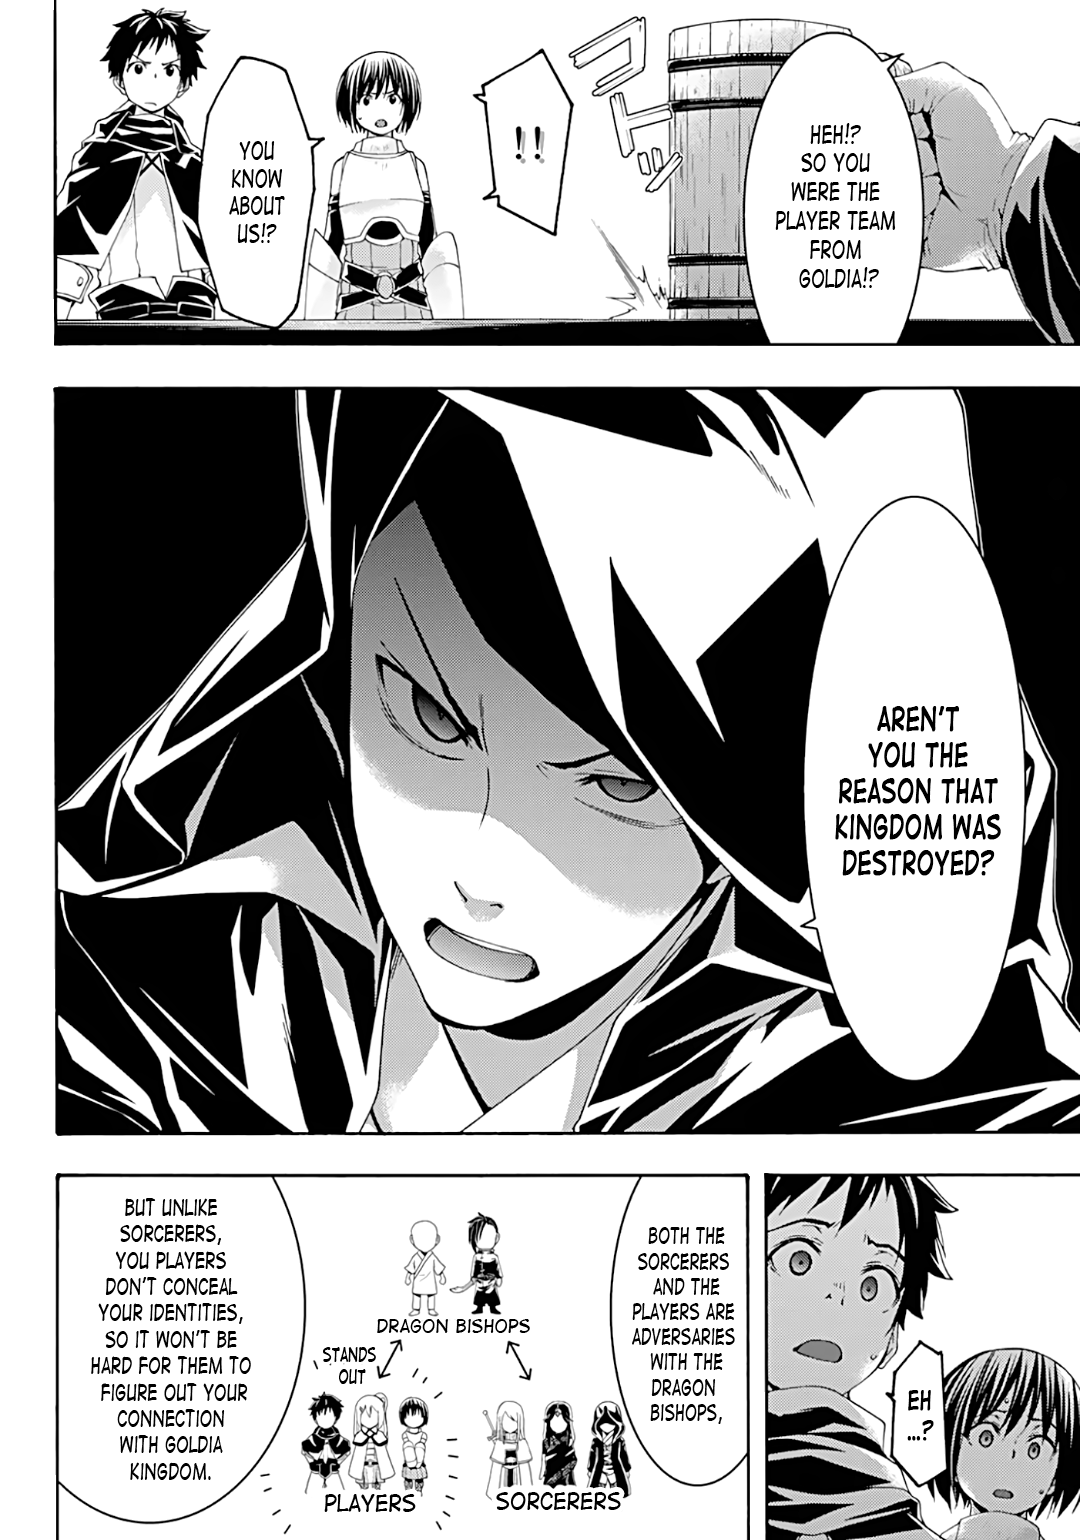 HEH!?
SO YOU
WERE THE
PLAYER TEAM
FROM
GOLDIA!?
ゴトッ
!!
YOU
KNOW
ABOUT
US!?
AREN'T
YOU THE
REASON THAT
KINGDOM WAS
DESTROYED?
EH
...?
BOTH THE
SORCERERS
AND THE
PLAYERS ARE
ADVERSARIES
WITH THE
DRAGON
BISHOPS,
DRAGON BISHOPS
STANDS
OUT
PLAYERS
SORCERERS
BUT UNLIKE
SORCERERS,
YOU PLAYERS
DON'T CONCEAL
YOUR IDENTITIES,
SO IT WON'T BE
HARD FOR THEM TO
FIGURE OUT YOUR
CONNECTION
WITH GOLDIA
KINGDOM.